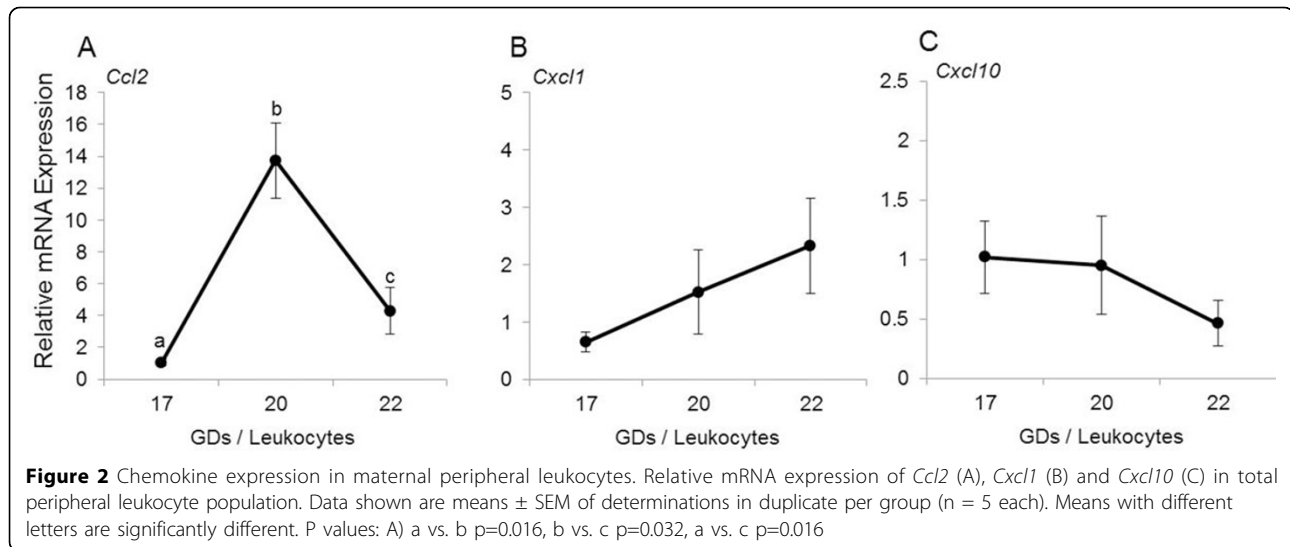 A
Ccl2
Relative mRNA Expression
18
16
14
12
10
8
6
4
2
0
a
b
c
17 20 22
GDs / Leukocytes
B
Cxcl1
5
4
3
2
1
0
17 20 22
GDs / Leukocytes
C
Cxcl10
2.5
2
1.5
1
0.5
0
17 20 22
GDs / Leukocytes
Figure 2 Chemokine expression in maternal peripheral leukocytes. Relative mRNA expression of Ccl2 (A), Cxcl1 (B) and Cxcl10 (C) in total
peripheral leukocyte population. Data shown are means ± SEM of determinations in duplicate per group (n = 5 each). Means with different
letters are significantly different. P values: A) a vs. b p=0.016, b vs. c p=0.032, a vs. c p=0.016